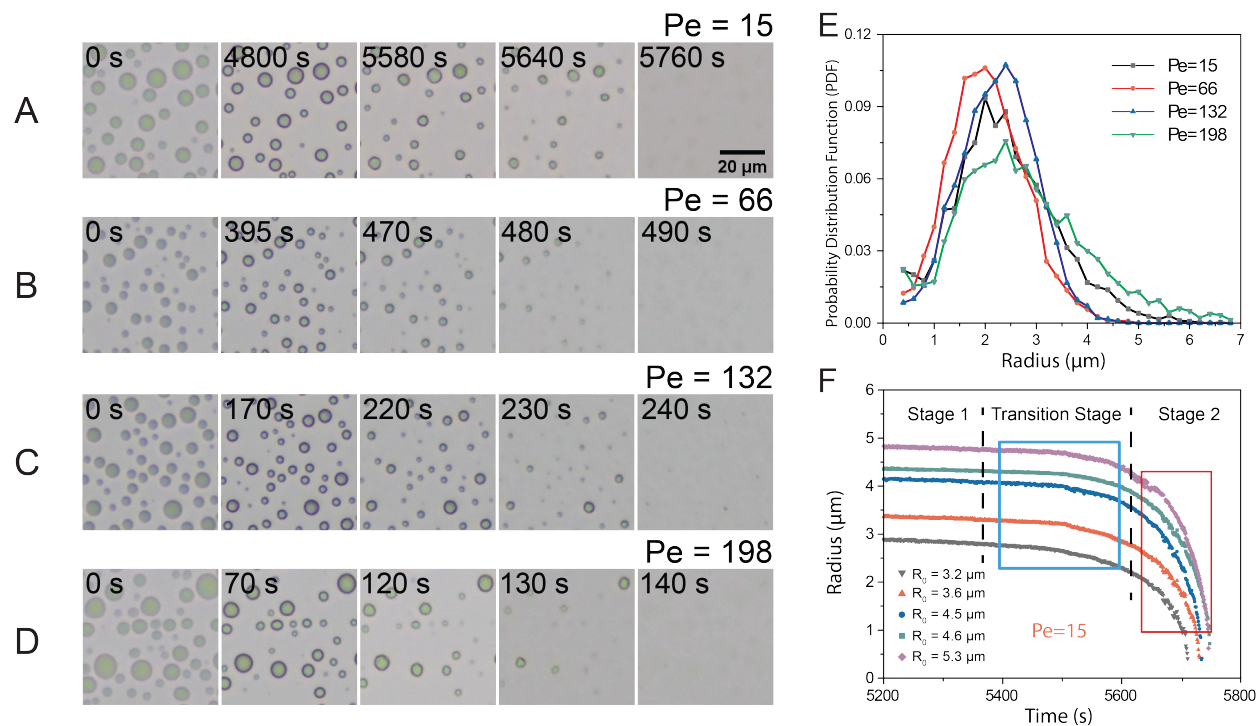 Pe = 15
A
0 s 4800 s 5580 s 5640 s 5760 s
20 µm
Pe = 66
B
0 s 395 s 470 s 480 s 490 s
Pe = 132
C
0 s 170 s 220 s 230 s 240 s
Pe = 198
D
0 s 70 s 120 s 130 s 140 s
E
Probability Distribution Function (PDF)
0.12
0.09
0.06
0.03
0.00
Pe=15
Pe=66
Pe=132
Pe=198
0 1 2 3 4 5 6 7
Radius (µm)
F
Radius (µm)
6
5
4
3
2
1
0
Stage 1 Transition Stage Stage 2
R₀ = 3.2 µm
R₀ = 3.6 µm
R₀ = 4.5 µm
R₀ = 4.6 µm
R₀ = 5.3 µm
Pe=15
5200 5400 5600 5800
Time (s)